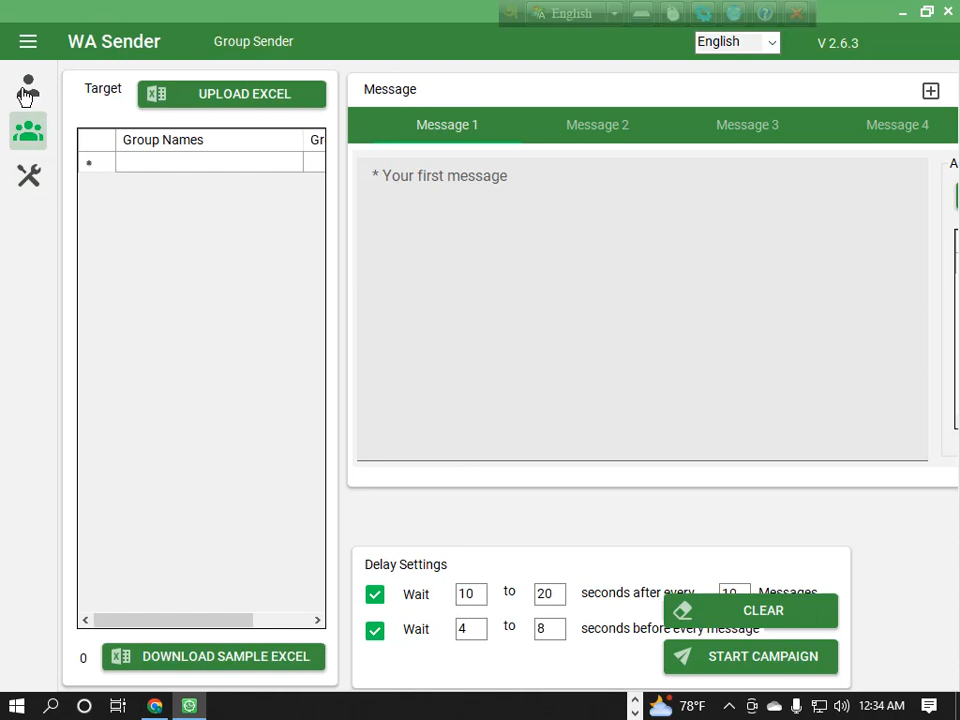 English
WA Sender
Group Sender
English
V 2.6.3
Target
UPLOAD EXCEL
Group Names
*
0
DOWNLOAD SAMPLE EXCEL
Message
Message 1
Message 2
Message 3
Message 4
* Your first message
Delay Settings
Wait 10 to 20 seconds after every 10 Messages
Wait 4 to 8 seconds before every message
CLEAR
START CAMPAIGN
78°F
12:34 AM